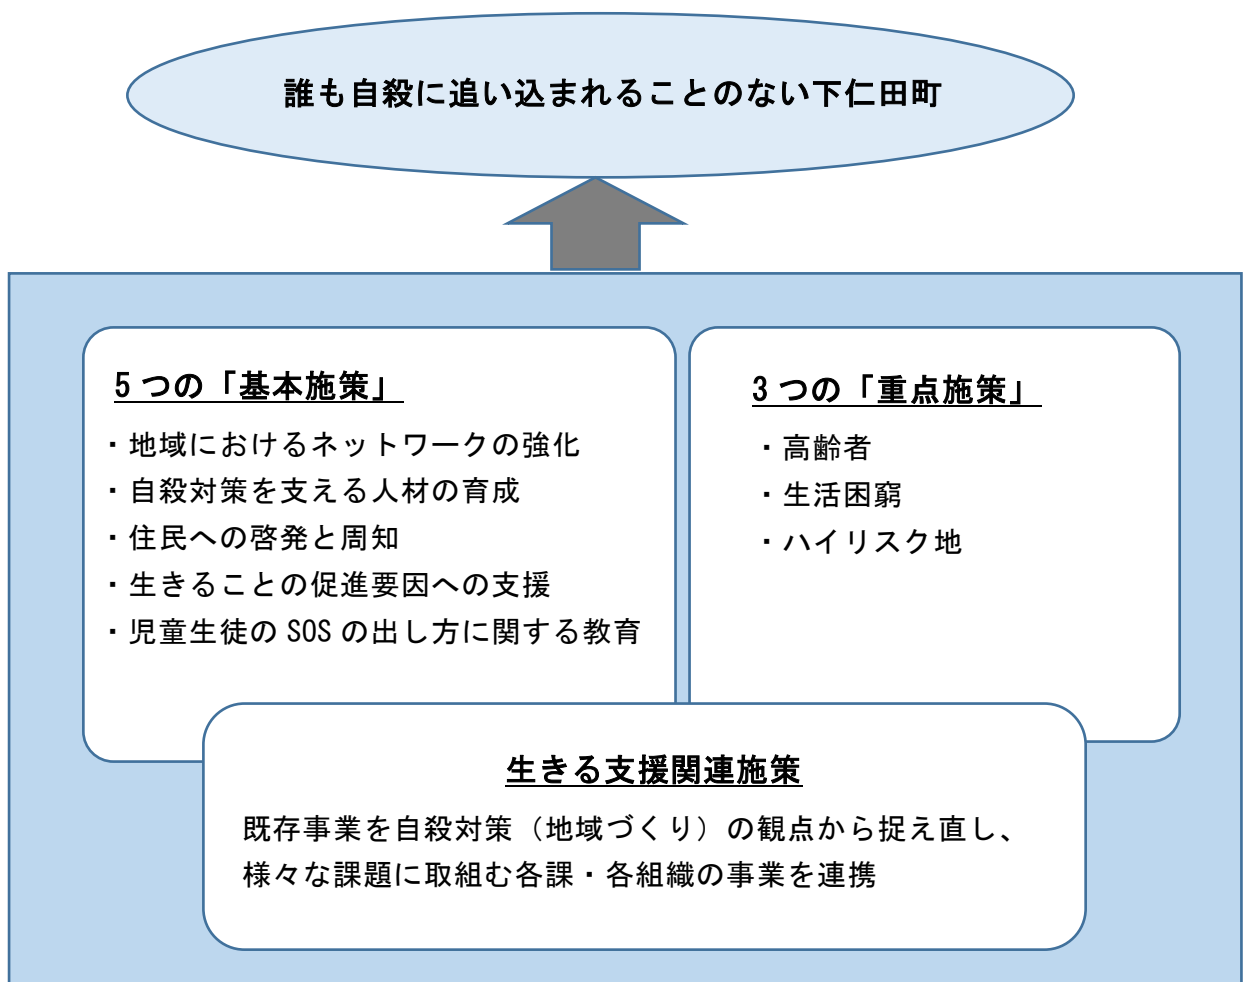 誰も自殺に追い込まれることのない下仁田町
5つの「基本施策」
・地域におけるネットワークの強化
・自殺対策を支える人材の育成
・住民への啓発と周知
・生きることの促進要因への支援
・児童生徒の SOS の出し方に関する教育
3つの「重点施策」
・高齢者
・生活困窮
・ハイリスク地
生きる支援関連施策
既存事業を自殺対策（地域づくり）の観点から捉え直し、
様々な課題に取組む各課・各組織の事業を連携